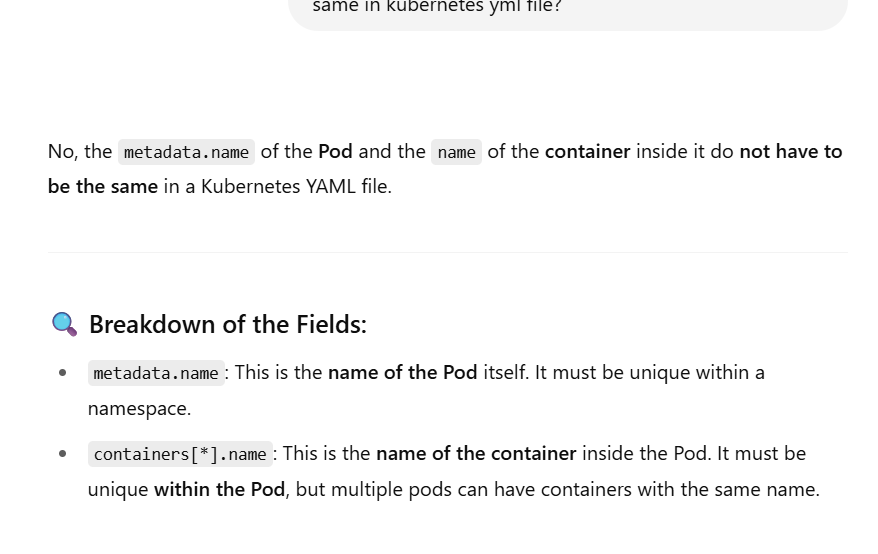 same in kubernetes yml file?
No, the metadata.name of the Pod and the name of the container inside it do not have to
be the same in a Kubernetes YAML file.
Breakdown of the Fields:
metadata.name: This is the name of the Pod itself. It must be unique within a
namespace.
containers[*].name: This is the name of the container inside the Pod. It must be
unique within the Pod, but multiple pods can have containers with the same name.